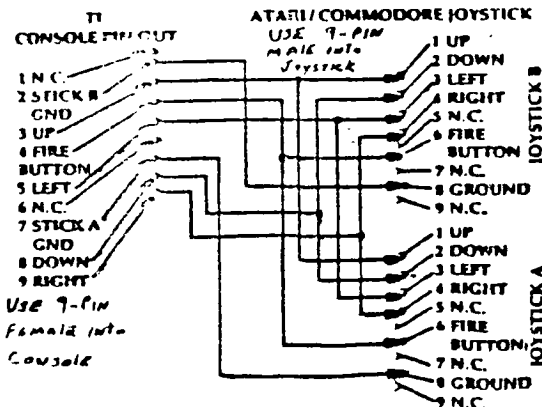 TI
CONSOLE PIN OUT
1 N.C.
2 STICK B
GND
3 UP
4 FIRE
BUTTON
5 LEFT
6 N.C.
7 STICK A
GND
8 DOWN
9 RIGHT
USE 9-PIN
FEMALE INTO
CONSOLE
ATARI/COMMODORE JOYSTICK
USE 9-PIN
MALE INTO
JOYSTICK
1 UP
2 DOWN
3 LEFT
4 RIGHT
5 N.C.
6 FIRE
BUTTON
7 N.C.
8 GROUND
9 N.C.
JOYSTICK B
1 UP
2 DOWN
3 LEFT
4 RIGHT
5 N.C.
6 FIRE
BUTTON
7 N.C.
8 GROUND
9 N.C.
JOYSTICK A